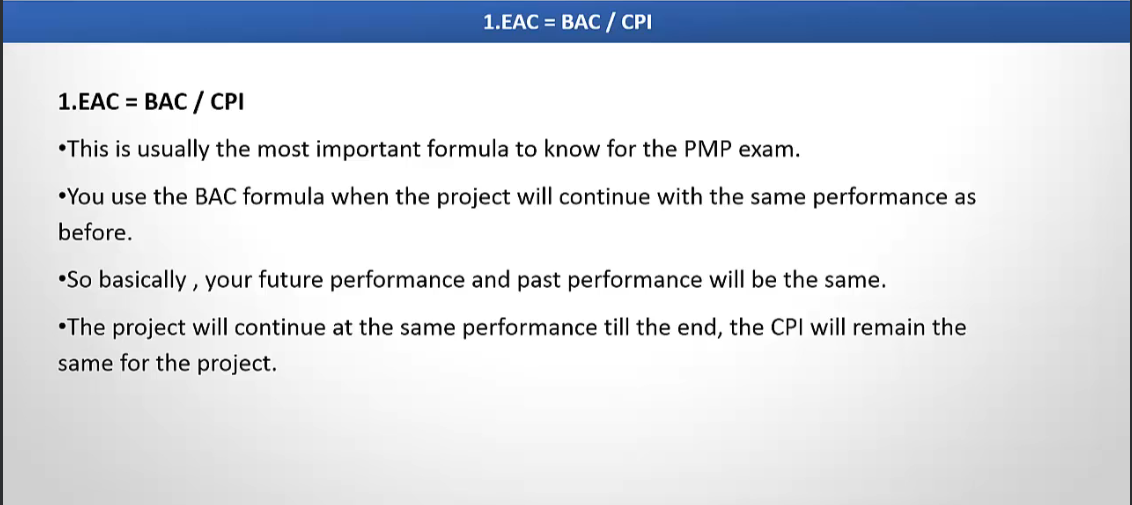 1.EAC = BAC / CPI
1.EAC = BAC / CPI
•This is usually the most important formula to know for the PMP exam.
•You use the BAC formula when the project will continue with the same performance as
before.
•So basically , your future performance and past performance will be the same.
•The project will continue at the same performance till the end, the CPI will remain the
same for the project.